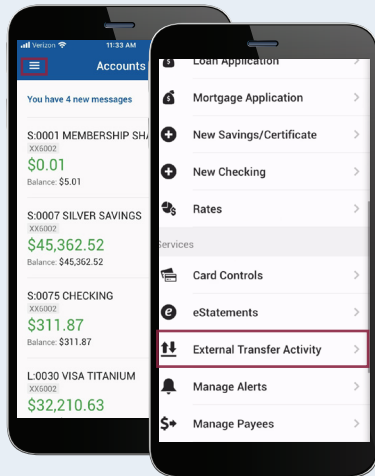 Verizon 11:33 AM
Accounts
You have 4 new messages
S:0001 MEMBERSHIP
XX6002
$0.01
Balance: $5.01
S:0007 SILVER SAVINGS
XX6002
$45,362.52
Balance: $45,362.52
S:0075 CHECKING
XX6002
$311.87
Balance: $311.87
L:0030 VISA TITANIUM
XX6002
$32,210.63
Loan Application
Mortgage Application
New Savings/Certificate
New Checking
Rates
Services
Card Controls
eStatements
External Transfer Activity
Manage Alerts
Manage Payees